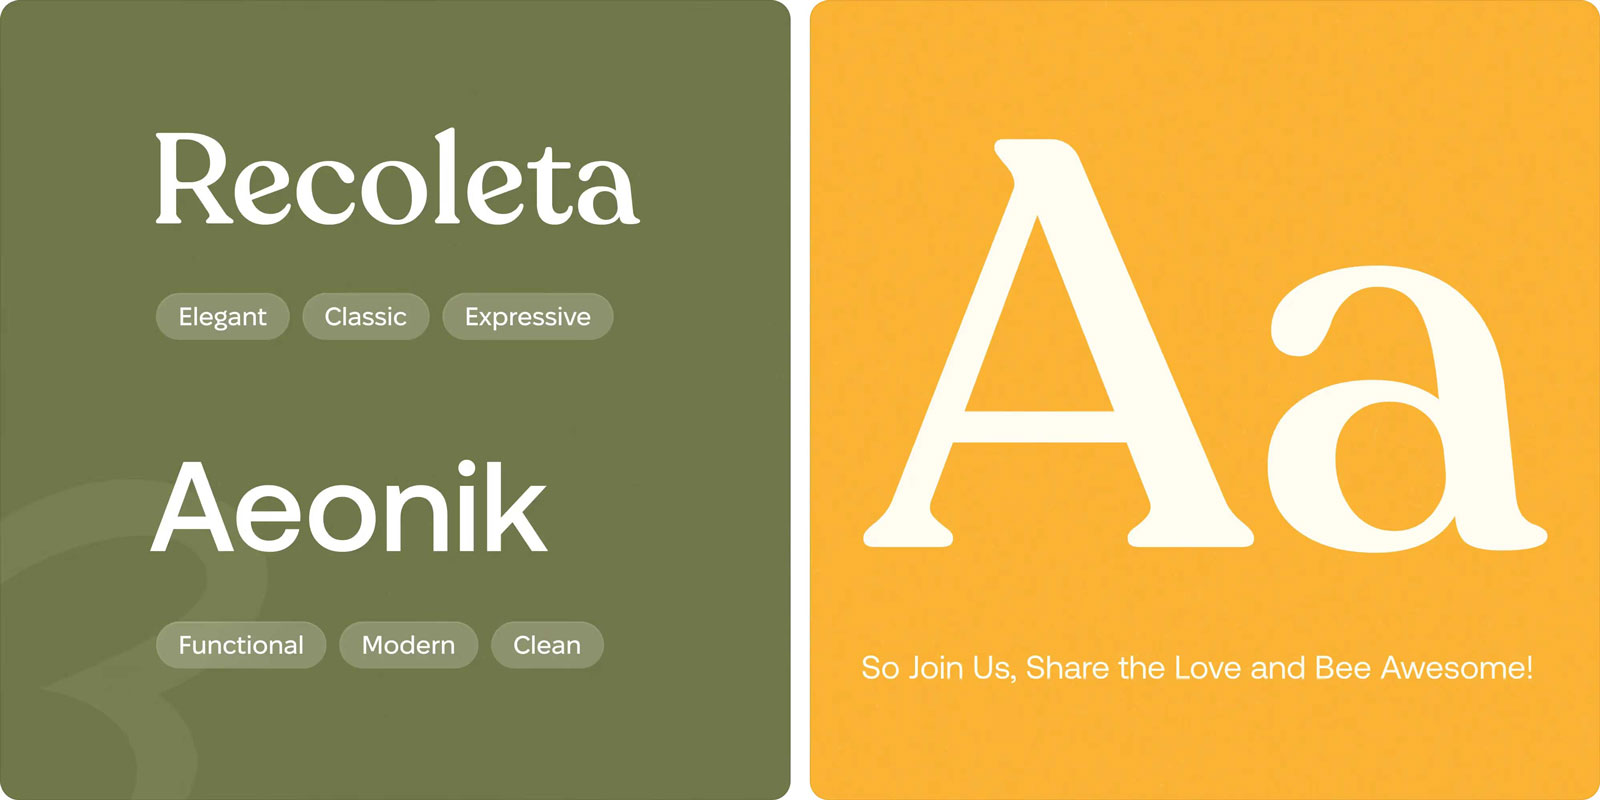 Recoleta
Elegant Classic Expressive
Aeonik
Functional Modern Clean
Aa
So Join Us, Share the Love and Bee Awesome!